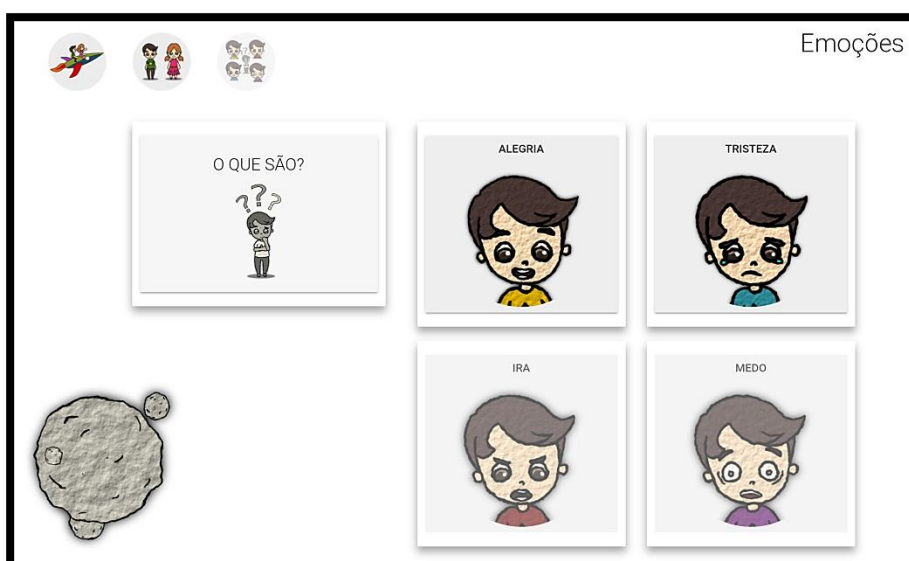 Emoções
O QUE SÃO?
???
ALEGRIA
TRISTEZA
IRA
MEDO